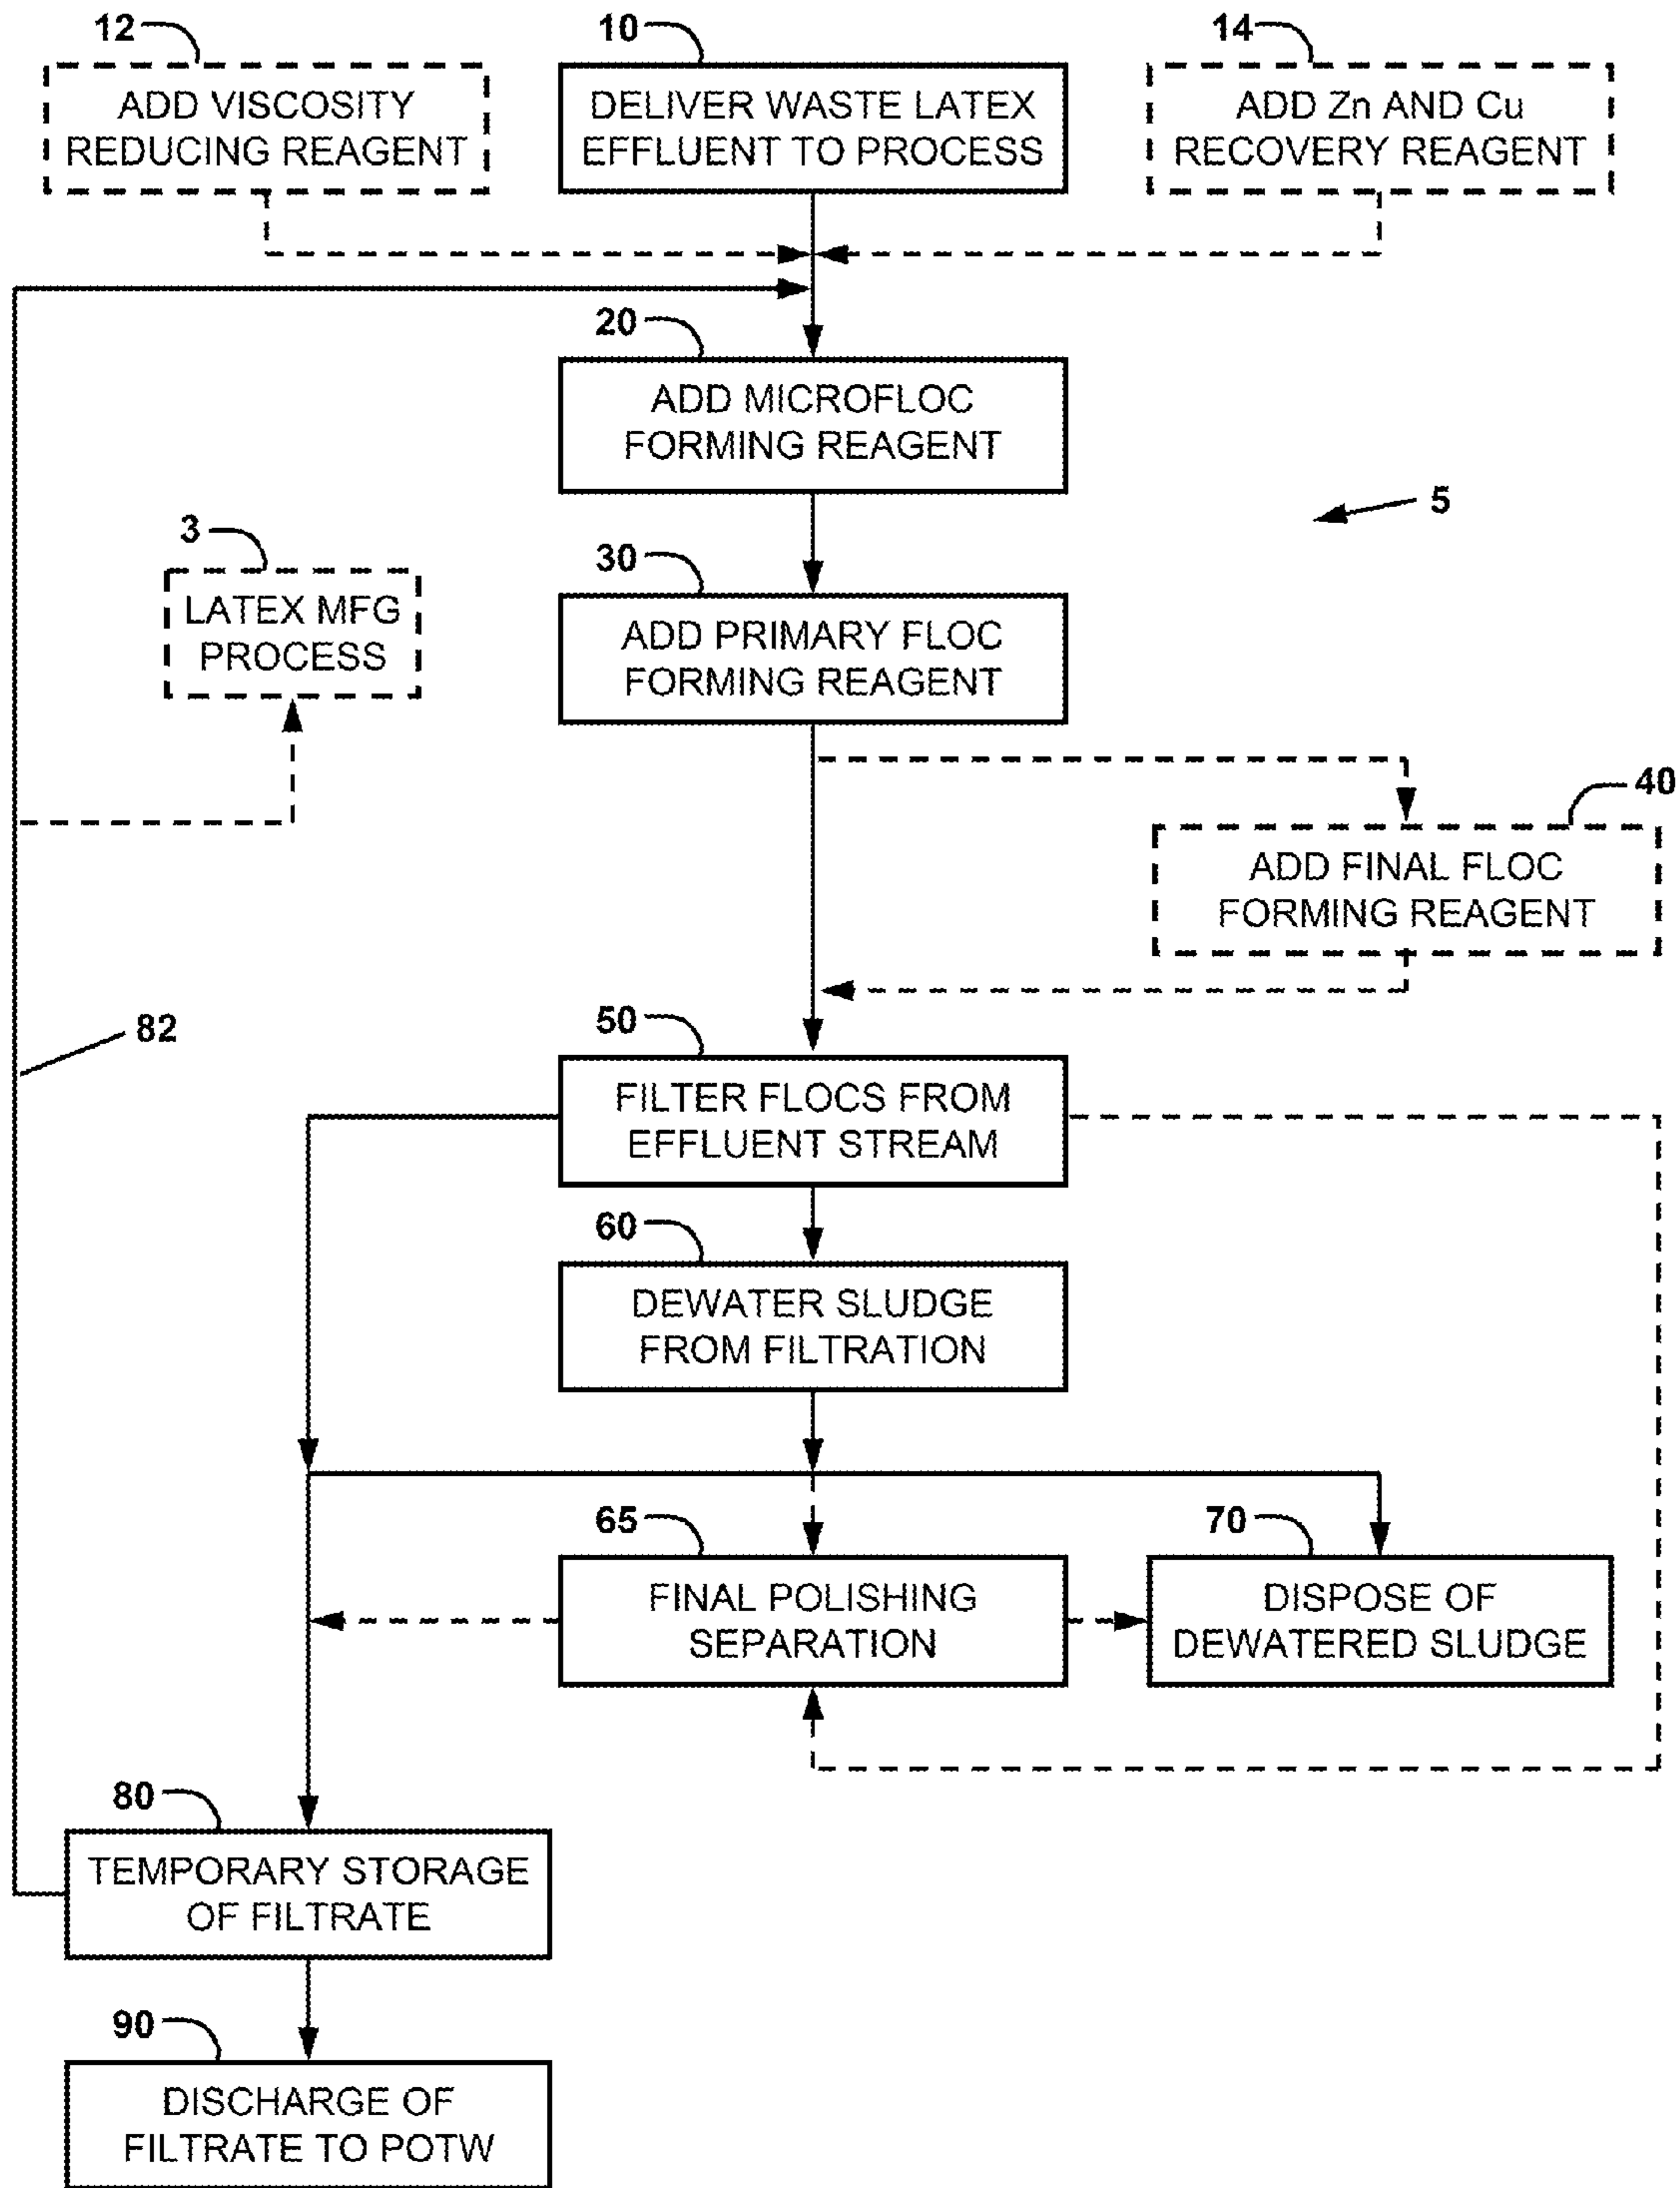 12
ADD VISCOSITY
REDUCING REAGENT
10
DELIVER WASTE LATEX
EFFLUENT TO PROCESS
14
ADD Zn AND Cu
RECOVERY REAGENT
20
ADD MICROFLOC
FORMING REAGENT
5
3
LATEX MFG
PROCESS
30
ADD PRIMARY FLOC
FORMING REAGENT
40
ADD FINAL FLOC
FORMING REAGENT
82
50
FILTER FLOCS FROM
EFFLUENT STREAM
60
DEWATER SLUDGE
FROM FILTRATION
65
FINAL POLISHING
SEPARATION
70
DISPOSE OF
DEWATERED SLUDGE
80
TEMPORARY STORAGE
OF FILTRATE
90
DISCHARGE OF
FILTRATE TO POTW